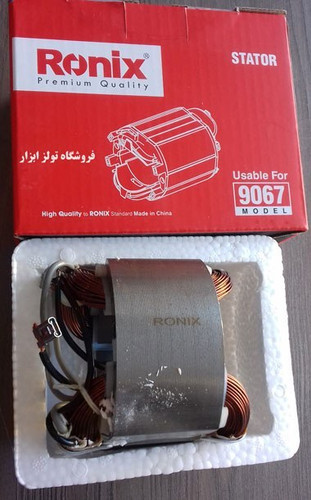 Ronix®
Premium Quality
STATOR
فروشگاه تولز ابزار
Usable For
9067
MODEL
High Quality to RONIX Standard Made in China
RONIX